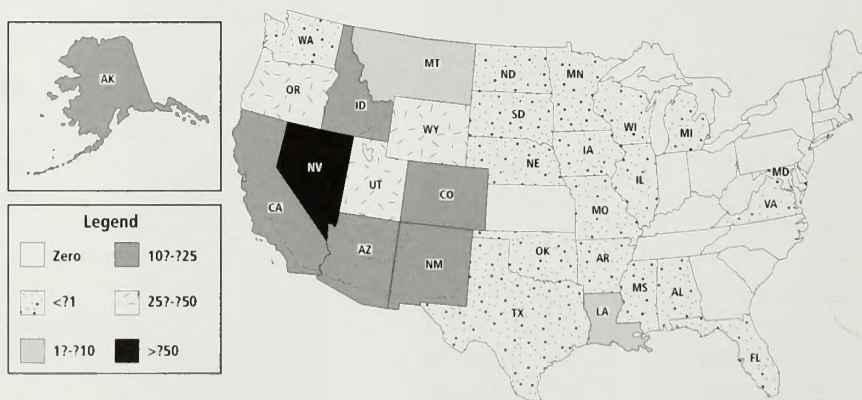 AK
WA
OR
ID
MT
WY
NV
UT
CA
CO
AZ
NM
ND
SD
NE
MN
IA
WI
MI
IL
MO
OK
AR
TX
MS
AL
LA
FL
MD
VA
Legend
Zero
10?-?25
<?1
25?-?50
1?-?10
>?50